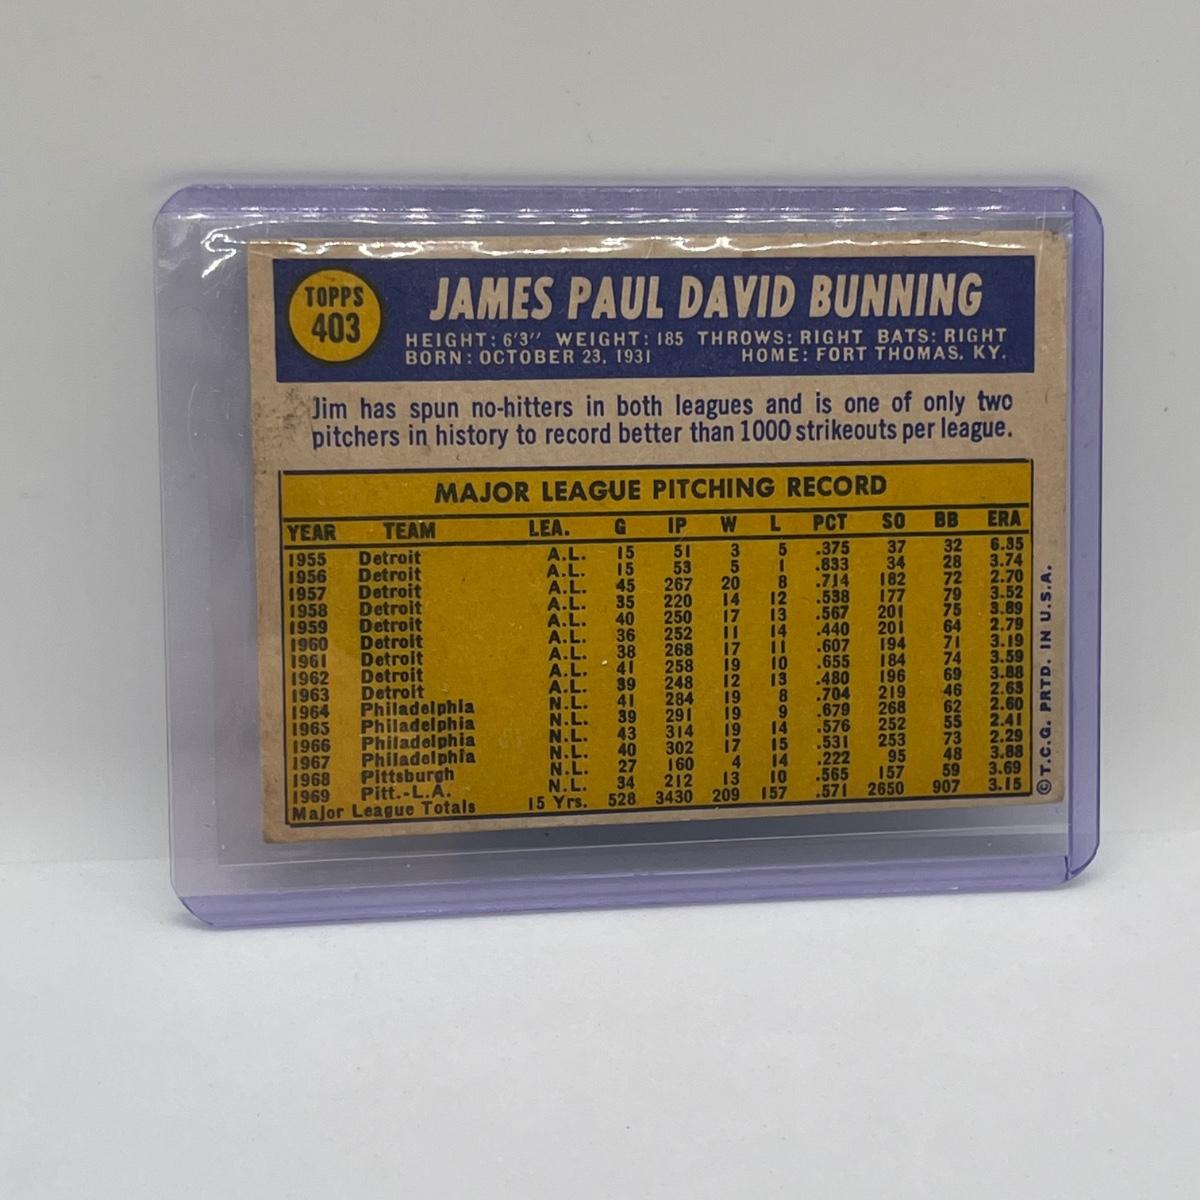 TOPPS
403
JAMES PAUL DAVID BUNNING
HEIGHT: 6'3" WEIGHT: 185 THROWS: RIGHT BATS: RIGHT
BORN: OCTOBER 23, 1931 HOME: FORT THOMAS, KY.
Jim has spun no-hitters in both leagues and is one of only two
pitchers in history to record better than 1000 strikeouts per league.
MAJOR LEAGUE PITCHING RECORD
YEAR TEAM LEA. G IP W L PCT SO BB ERA
1955 Detroit A.L. 15 51 3 5 .375 37 32 6.35
1956 Detroit A.L. 15 53 5 1 .833 34 28 3.74
1957 Detroit A.L. 45 267 20 8 .714 182 72 2.70
1958 Detroit A.L. 35 220 14 12 .538 177 79 3.52
1959 Detroit A.L. 40 250 17 13 .567 201 75 3.89
1960 Detroit A.L. 36 252 11 14 .440 201 64 2.79
1961 Detroit A.L. 38 268 17 11 .607 194 71 3.19
1962 Detroit A.L. 41 258 19 10 .655 184 74 3.59
1963 Detroit A.L. 39 248 12 13 .480 196 69 3.88
1964 Philadelphia N.L. 41 284 19 8 .704 219 46 2.63
1965 Philadelphia N.L. 39 291 19 9 .679 268 62 2.60
1966 Philadelphia N.L. 43 314 19 14 .576 252 55 2.41
1967 Philadelphia N.L. 40 302 17 15 .531 253 73 2.29
1968 Pittsburgh N.L. 27 160 4 14 .222 95 48 3.88
1969 Pitt.-L.A. N.L. 34 212 13 10 .565 157 59 3.69
Major League Totals 15 Yrs. 528 3430 209 157 .571 2650 907 3.15
© T.C.G. PRTD. IN U.S.A.